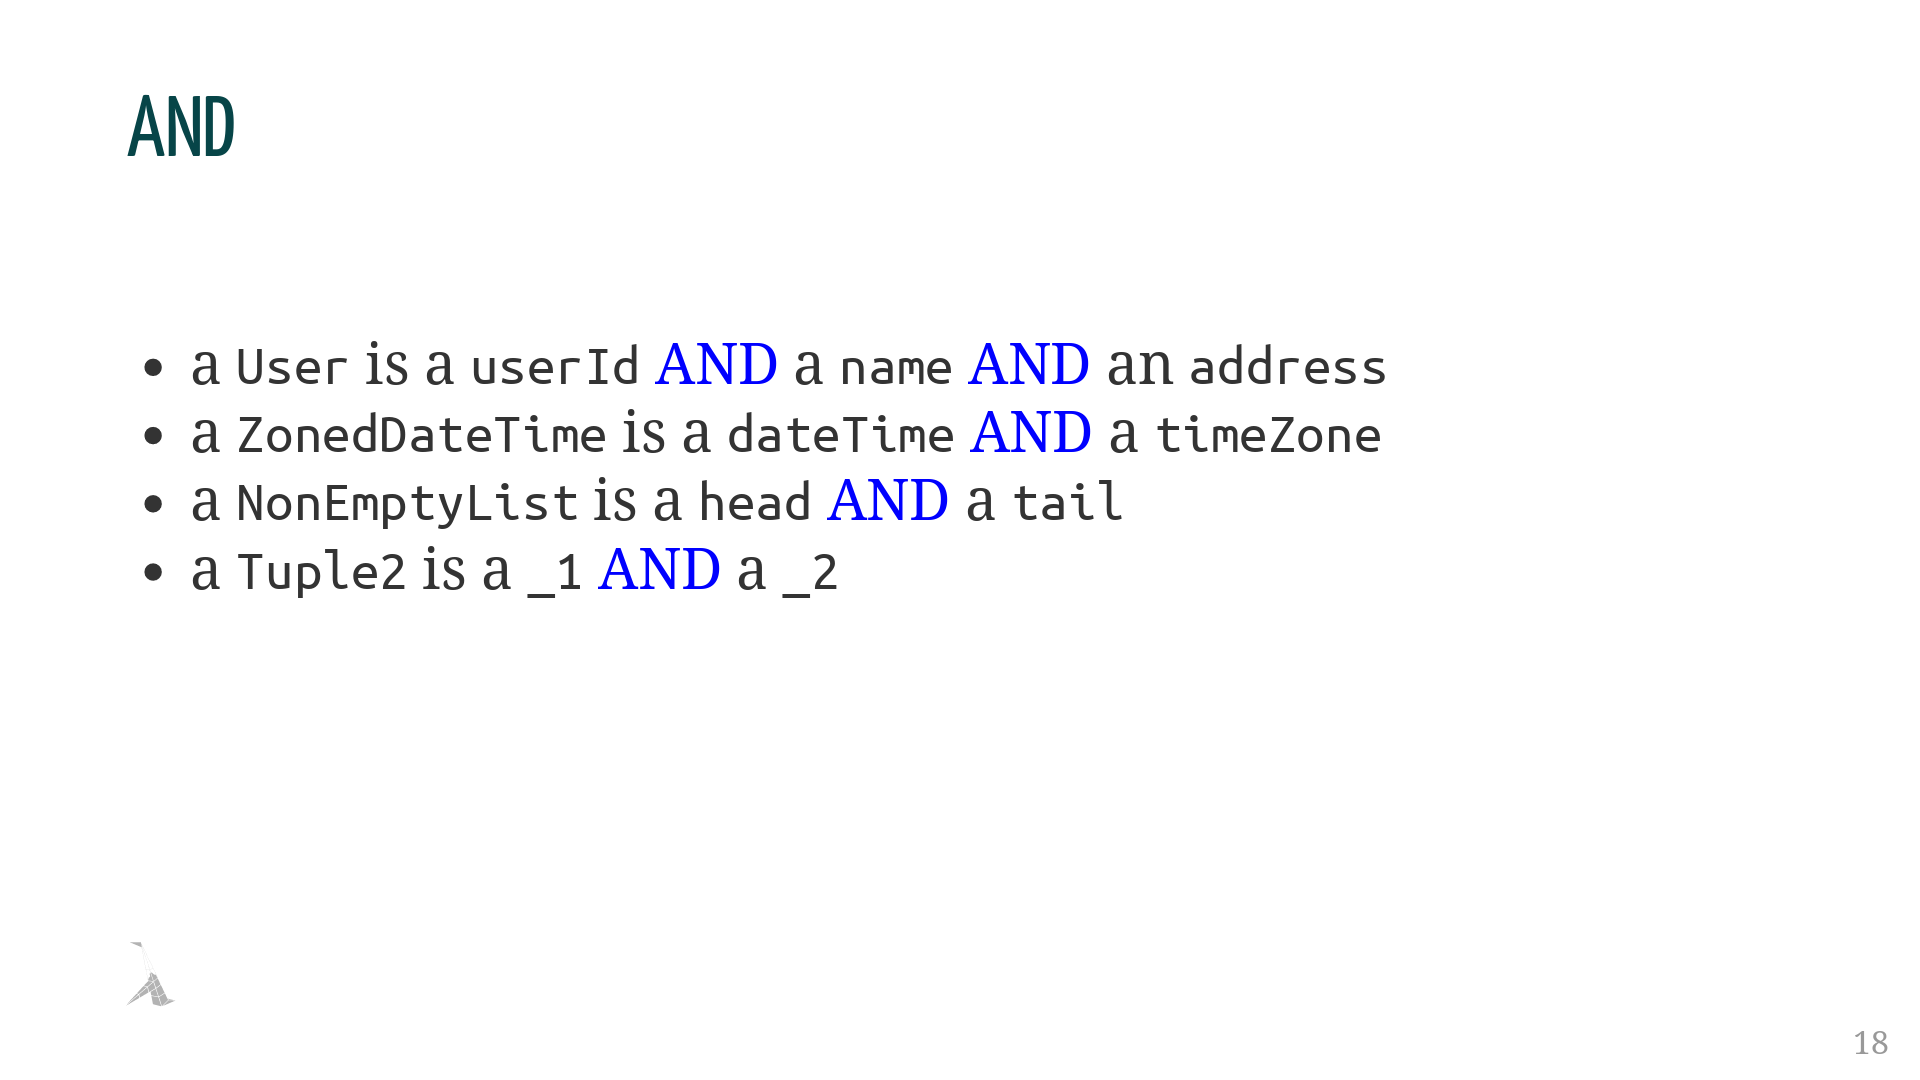 AND
• a User is a userId AND a name AND an address
• a ZonedDateTime is a dateTime AND a timeZone
• a NonEmptyList is a head AND a tail
• a Tuple2 is a _1 AND a _2
18